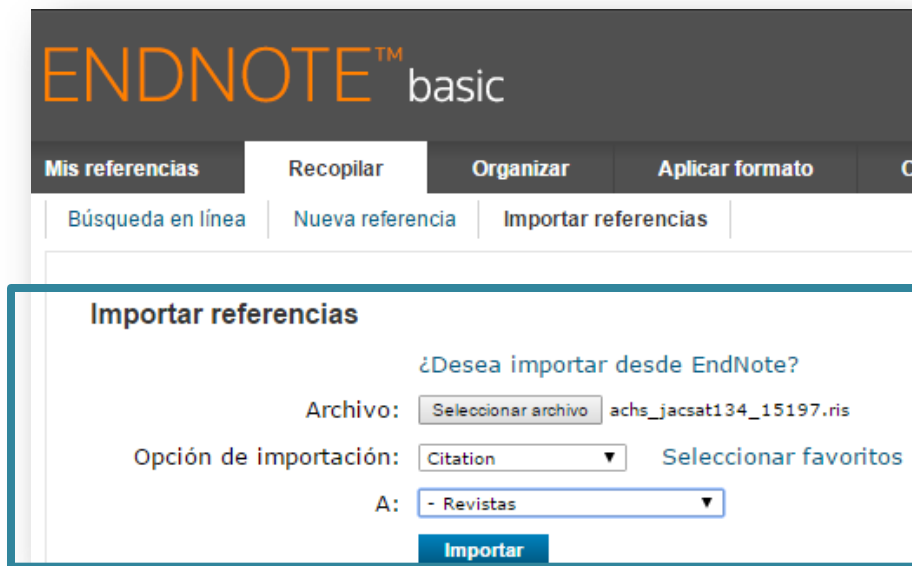 ENDNOTE™ basic
Mis referencias Recopilar Organizar Aplicar formato
Búsqueda en línea Nueva referencia Importar referencias
Importar referencias
¿Desea importar desde EndNote?
Archivo: Seleccionar archivo achs_jacsat134_15197.ris
Opción de importación: Citation Seleccionar favoritos
A: - Revistas
Importar